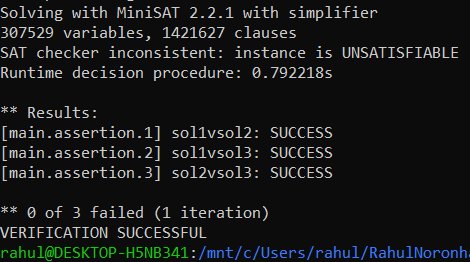 Solving with MiniSAT 2.2.1 with simplifier
307529 variables, 1421627 clauses
SAT checker inconsistent: instance is UNSATISFIABLE
Runtime decision procedure: 0.792218s

** Results:
[main.assertion.1] sol1vsol2: SUCCESS
[main.assertion.2] sol1vsol3: SUCCESS
[main.assertion.3] sol2vsol3: SUCCESS

** 0 of 3 failed (1 iteration)
VERIFICATION SUCCESSFUL
rahul@DESKTOP-H5NB341:/mnt/c/Users/rahul/RahulNoronh